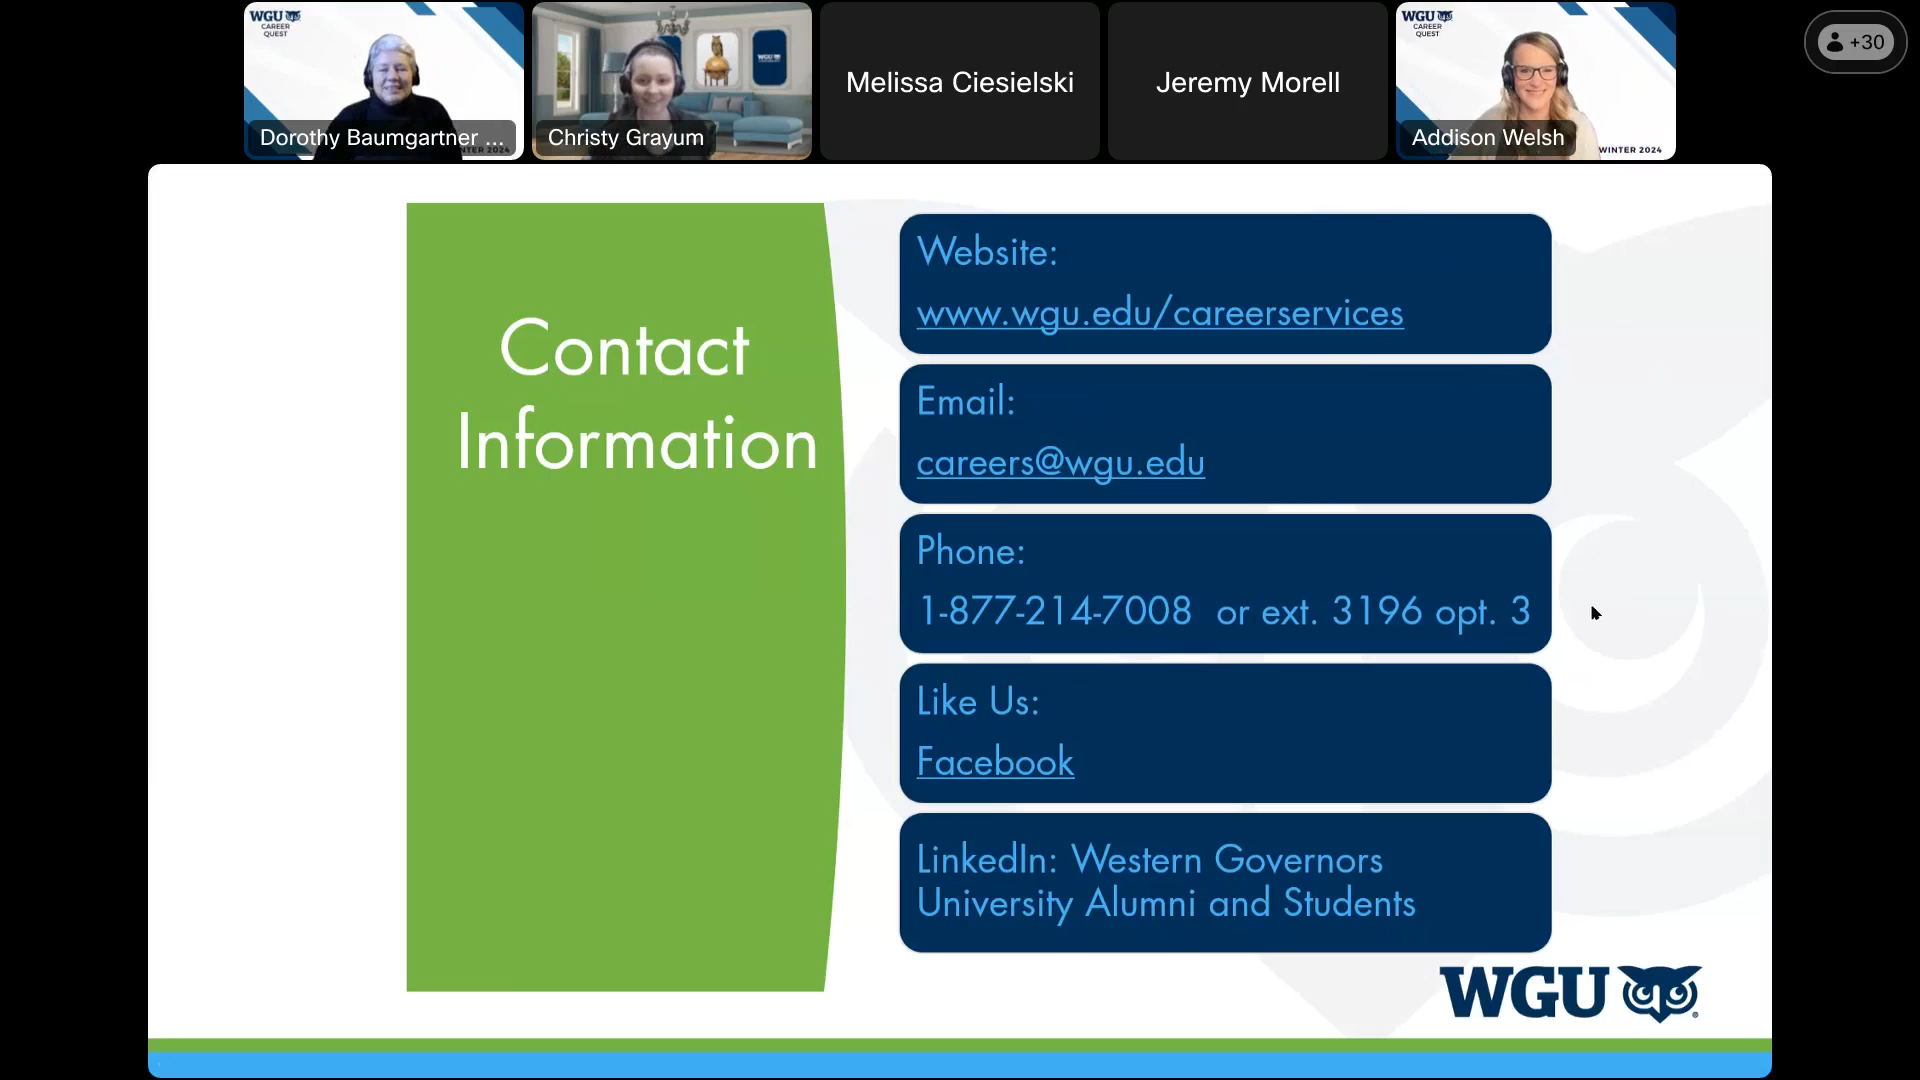 WGU
CAREER
QUEST
Dorothy Baumgartner ...
Christy Grayum
Melissa Ciesielski
Jeremy Morell
WGU
CAREER
QUEST
Addison Welsh
WINTER 2024
+30
Contact
Information
Website:
www.wgu.edu/careerservices
Email:
careers@wgu.edu
Phone:
1-877-214-7008 or ext. 3196 opt. 3
Like Us:
Facebook
LinkedIn: Western Governors
University Alumni and Students
WGU